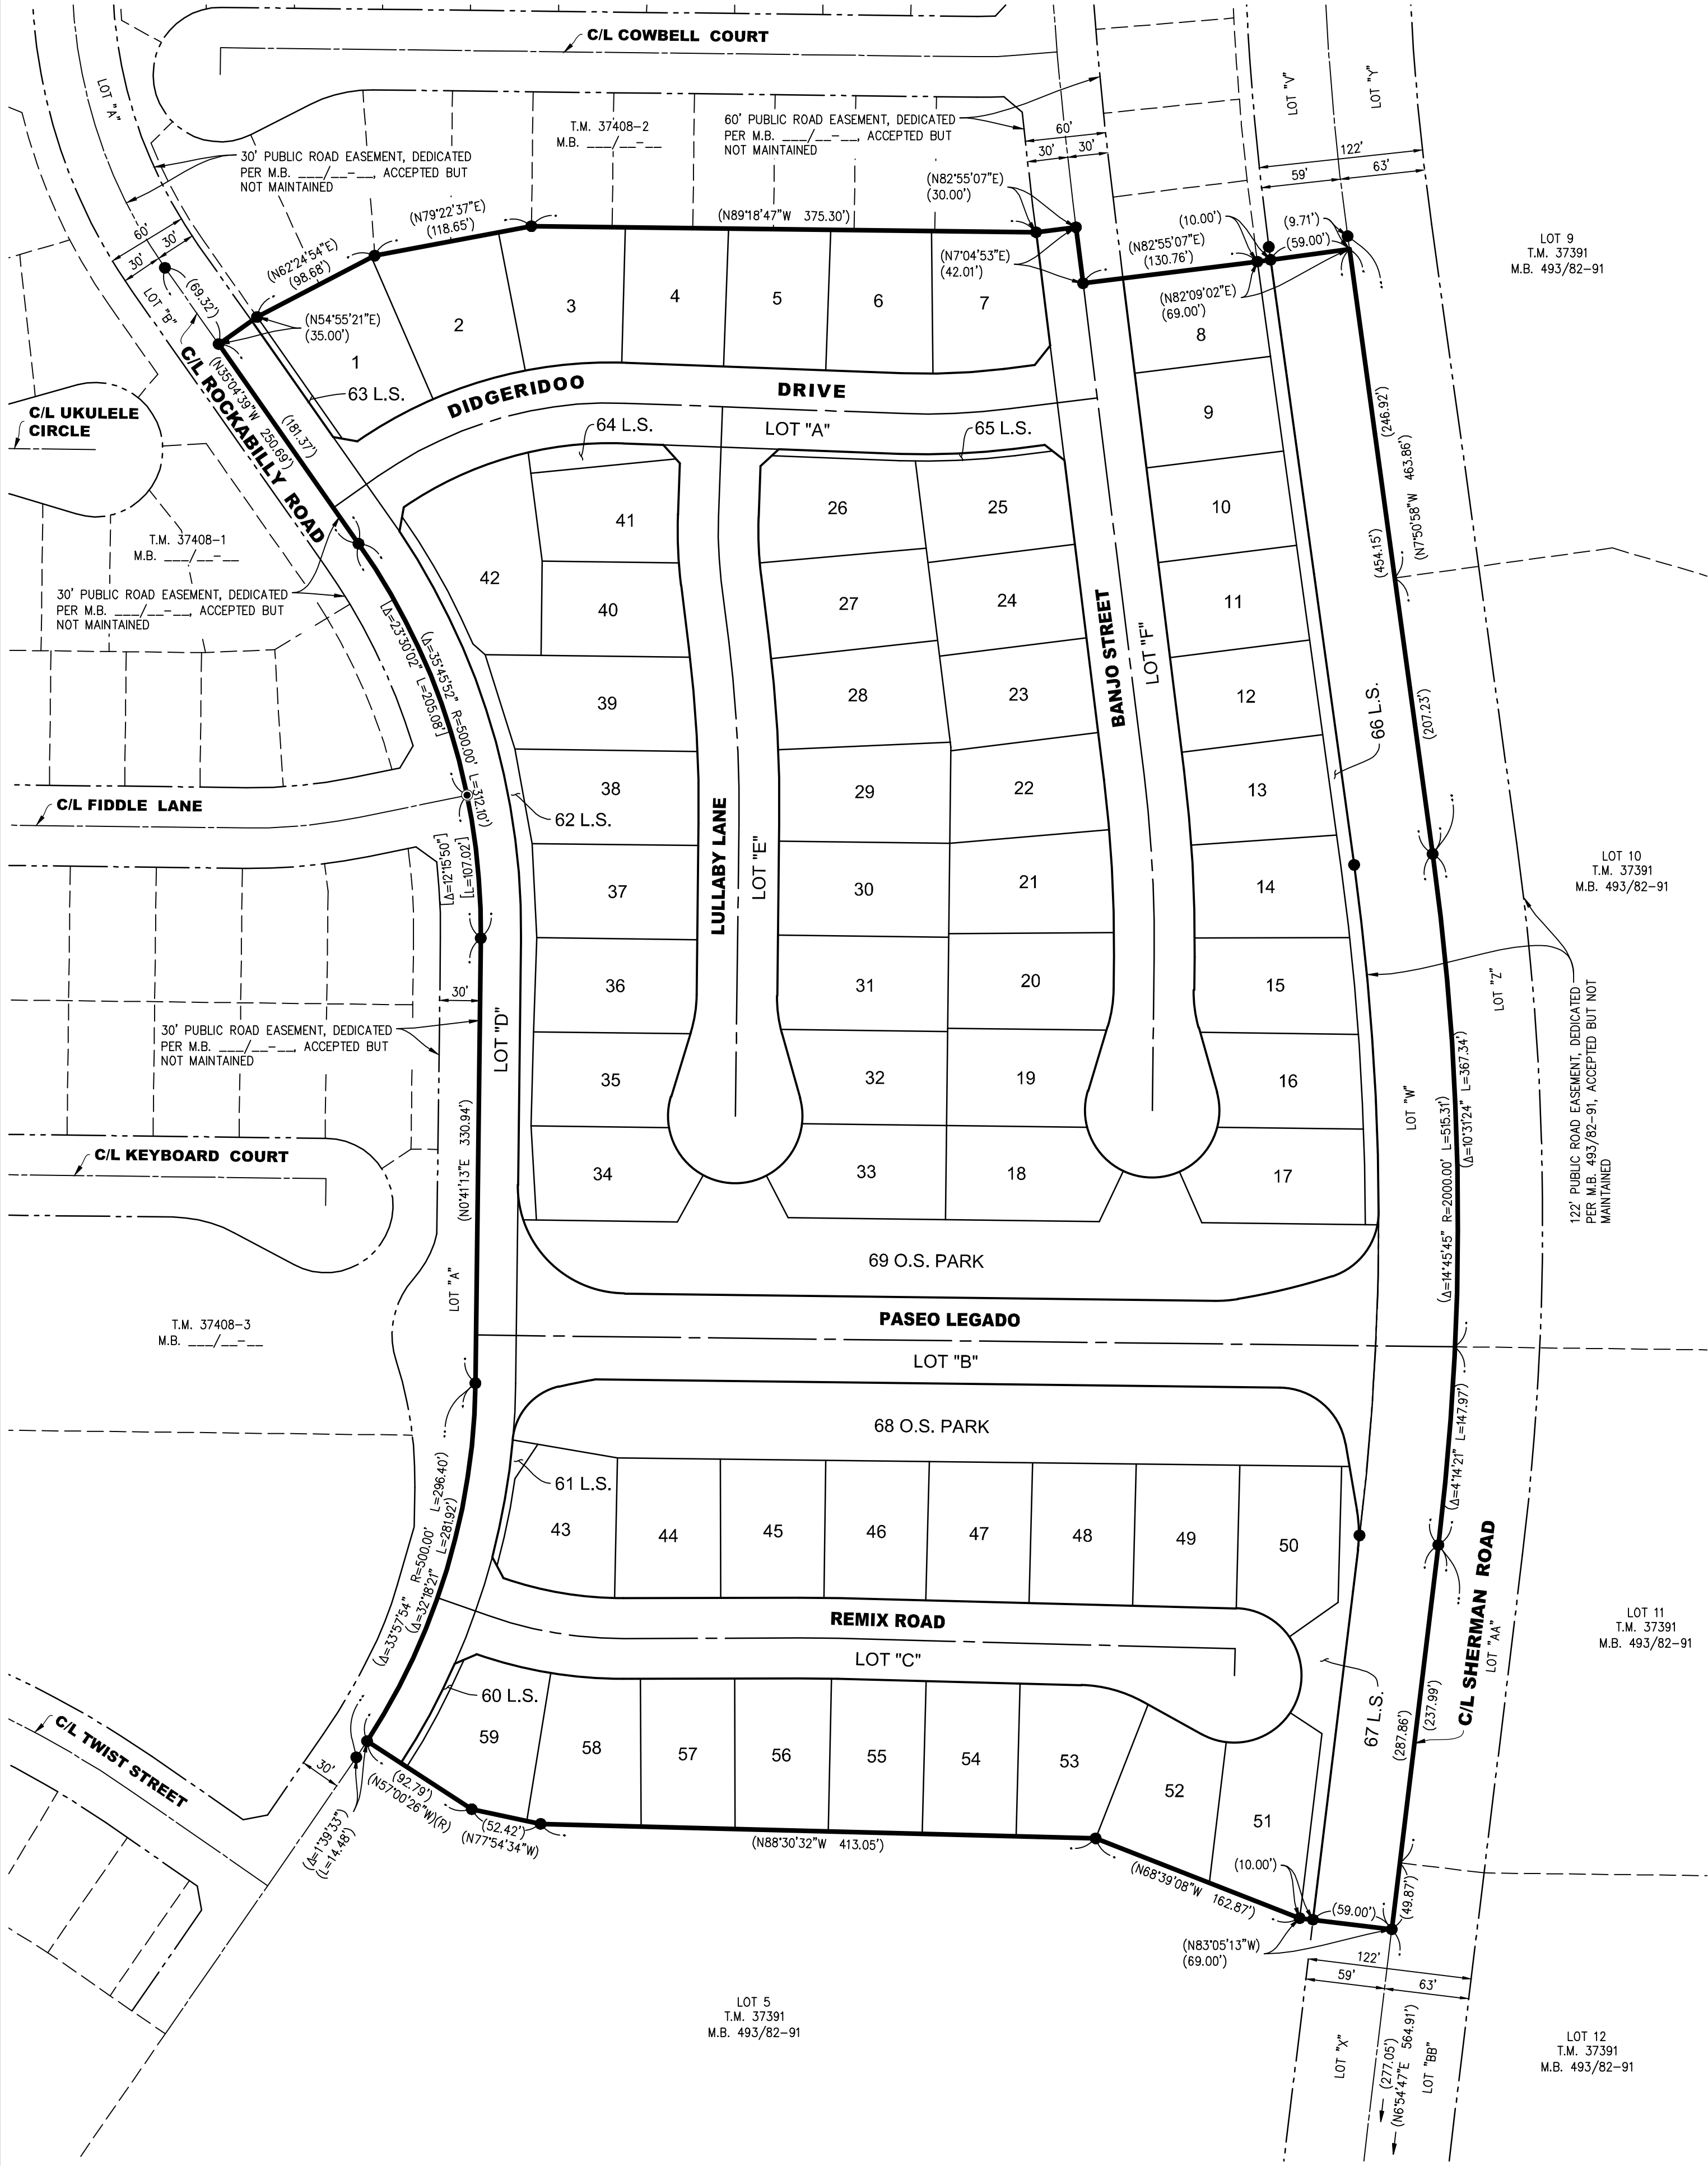 C/L COWBELL COURT
LOT "A"
T.M. 37408-2
M.B. ___/__-__
60' PUBLIC ROAD EASEMENT, DEDICATED
PER M.B. ___/__-__, ACCEPTED BUT
NOT MAINTAINED
LOT "V"
LOT "Y"
60'
30'
30'
122'
59'
63'
30' PUBLIC ROAD EASEMENT, DEDICATED
PER M.B. ___/__-__, ACCEPTED BUT
NOT MAINTAINED
60'
30'
30'
(N82°55'07"E)
(30.00')
(N79°22'37"E)
(118.65')
(N89°18'47"W 375.30')
(10.00')
(9.71')
(59.00')
(N62°24'54"E)
(98.68')
(N7°04'53"E)
(42.01')
(N82°55'07"E)
(130.76')
(N82°09'02"E)
(69.00')
LOT 9
T.M. 37391
M.B. 493/82-91
(69.32')
LOT "B"
(N54°55'21"E)
(35.00')
1
2
3
4
5
6
7
8
C/L ROCKABILLY ROAD
(N35°04'39"W 250.69')
(181.37')
63 L.S.
DIDGERIDOO DRIVE
LOT "A"
64 L.S.
65 L.S.
C/L UKULELE
CIRCLE
(246.92')
(N7°50'58"W 463.86')
(454.15')
(207.23')
9
10
11
12
13
14
15
16
17
41
26
25
42
40
27
24
39
28
23
38
29
22
37
30
21
36
31
20
35
32
19
34
33
18
T.M. 37408-1
M.B. ___/__-__
30' PUBLIC ROAD EASEMENT, DEDICATED
PER M.B. ___/__-__, ACCEPTED BUT
NOT MAINTAINED
(Δ=35°45'52" R=500.00' L=312.10')
[Δ=23°30'02" L=205.08']
BANJO STREET
LOT "F"
66 L.S.
C/L FIDDLE LANE
62 L.S.
[Δ=12°15'50"]
[L=107.02']
LULLABY LANE
LOT "E"
LOT 10
T.M. 37391
M.B. 493/82-91
30'
LOT "D"
30' PUBLIC ROAD EASEMENT, DEDICATED
PER M.B. ___/__-__, ACCEPTED BUT
NOT MAINTAINED
LOT "Z"
LOT "W"
(Δ=14°45'45" R=2000.00' L=515.31')
(Δ=10°31'24" L=367.34')
122' PUBLIC ROAD EASEMENT, DEDICATED
PER M.B. 493/82-91, ACCEPTED BUT NOT
MAINTAINED
C/L KEYBOARD COURT
(N0°41'13"E 330.94')
LOT "A"
69 O.S. PARK
PASEO LEGADO
LOT "B"
T.M. 37408-3
M.B. ___/__-__
68 O.S. PARK
(Δ=4°14'21" L=147.97')
61 L.S.
43
44
45
46
47
48
49
50
(Δ=33°57'54" R=500.00' L=296.40')
(Δ=32°18'21" L=281.92')
REMIX ROAD
LOT "C"
C/L SHERMAN ROAD
LOT "AA"
LOT 11
T.M. 37391
M.B. 493/82-91
60 L.S.
59
58
57
56
55
54
53
52
51
67 L.S.
(237.99')
(287.86')
C/L TWIST STREET
30'
(Δ=1°39'33")
(L=14.48')
(92.79')
(N57°00'26"W)(R)
(52.42')
(N77°54'34"W)
(N88°30'32"W 413.05')
(N68°39'08"W 162.87')
(10.00')
(59.00')
(49.87')
(N83°05'13"W)
(69.00')
122'
59'
63'
LOT 5
T.M. 37391
M.B. 493/82-91
LOT "X"
(277.05')
(N6°54'47"E 564.91')
LOT "BB"
LOT 12
T.M. 37391
M.B. 493/82-91